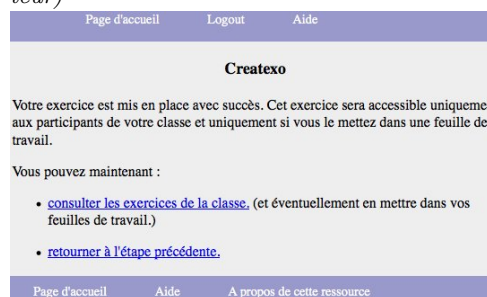 Page d'accueil Logout Aide
Createxo
Votre exercice est mis en place avec succès. Cet exercice sera accessible uniqueme
aux participants de votre classe et uniquement si vous le mettez dans une feuille de
travail.
Vous pouvez maintenant :
• consulter les exercices de la classe. (et éventuellement en mettre dans vos
feuilles de travail.)
• retourner à l'étape précédente.
Page d'accueil Aide A propos de cette ressource